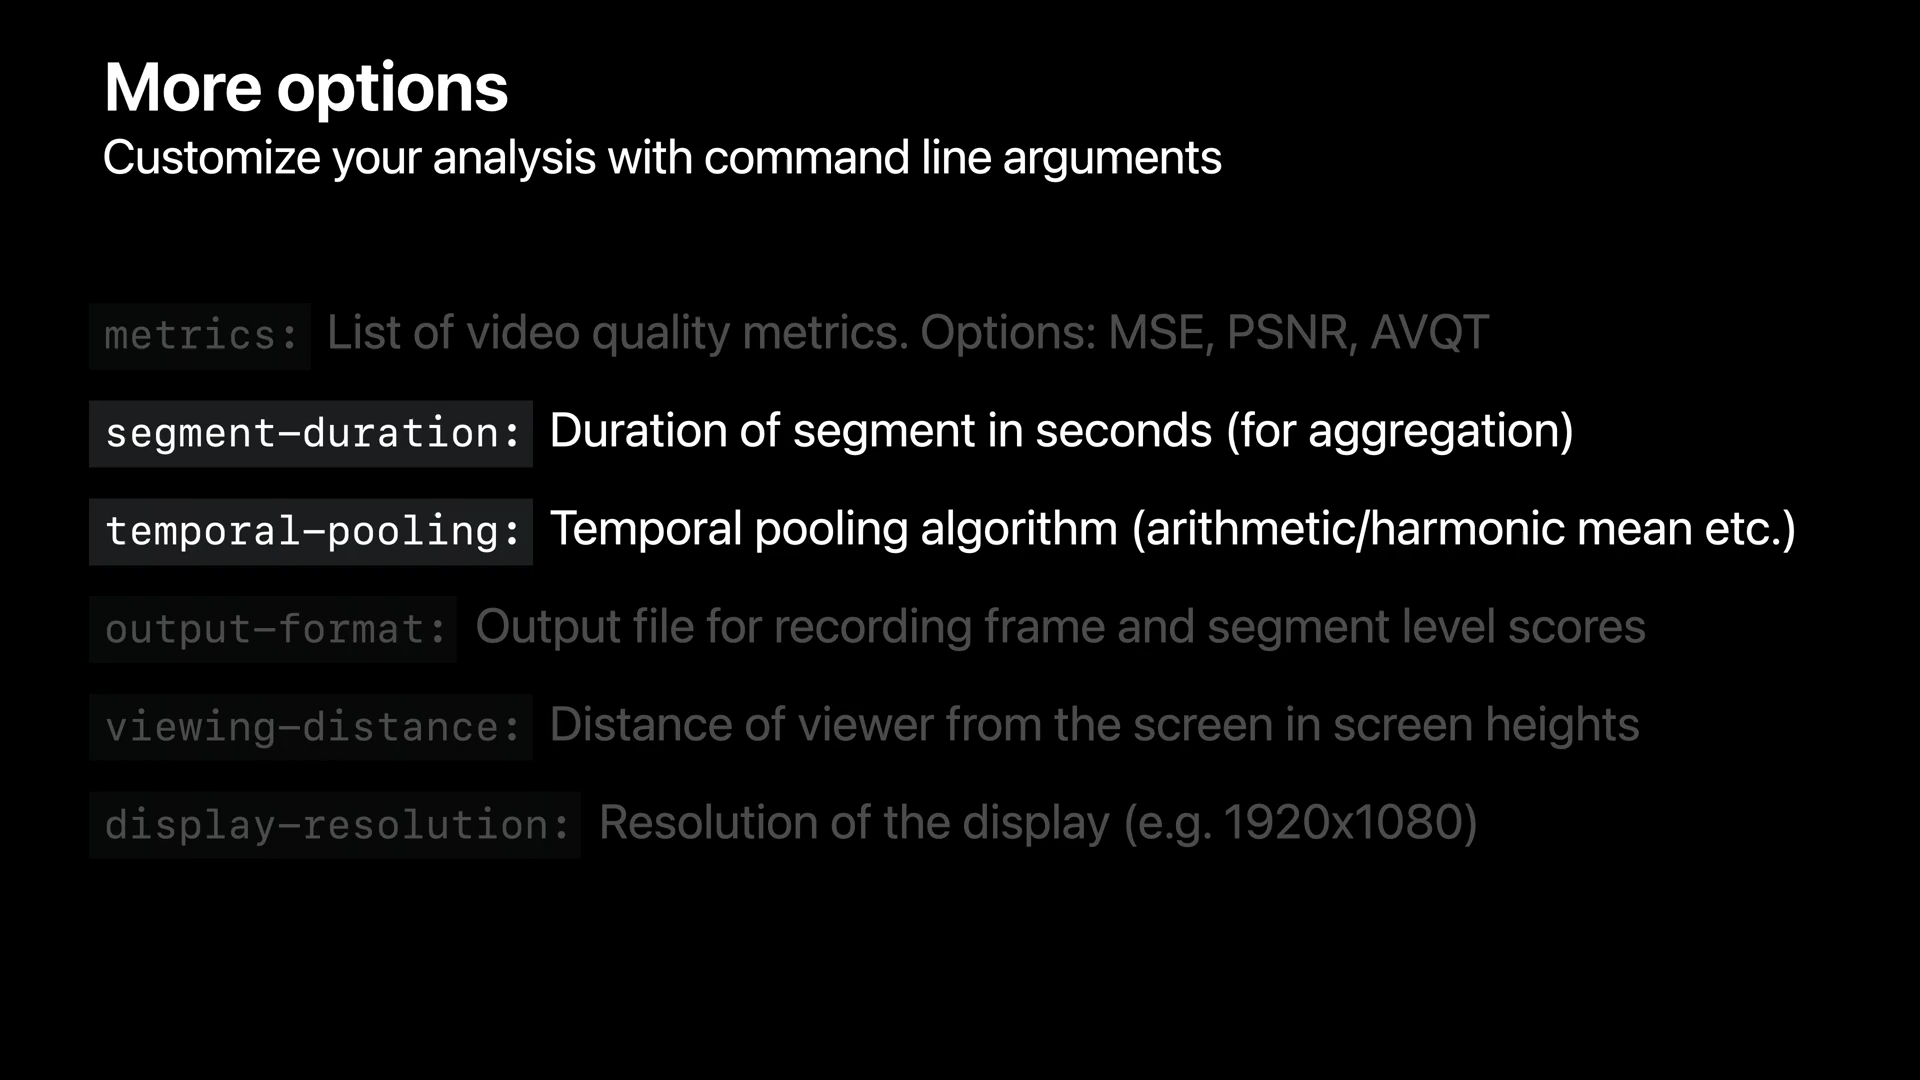 More options
Customize your analysis with command line arguments
metrics: List of video quality metrics. Options: MSE, PSNR, AVQT
segment-duration: Duration of segment in seconds (for aggregation)
temporal-pooling: Temporal pooling algorithm (arithmetic/harmonic mean etc.)
output-format: Output file for recording frame and segment level scores
viewing-distance: Distance of viewer from the screen in screen heights
display-resolution: Resolution of the display (e.g. 1920x1080)